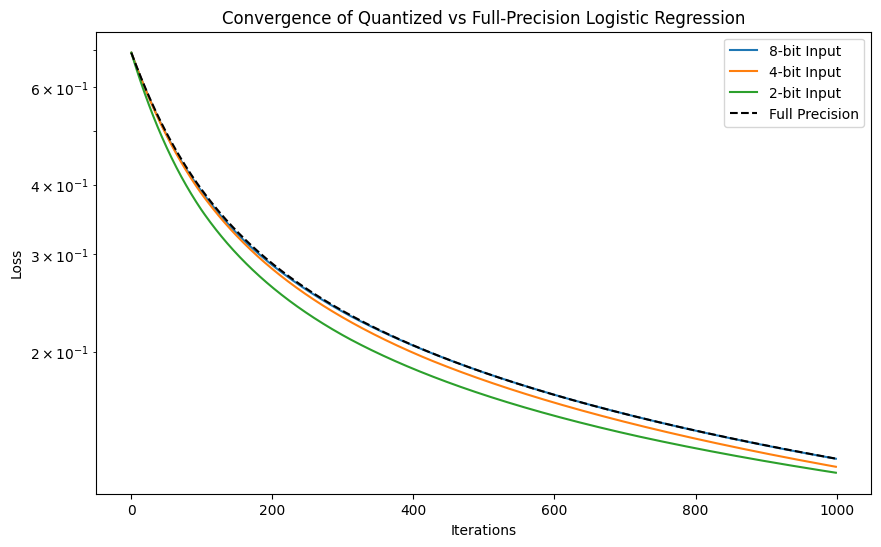 Convergence of Quantized vs Full-Precision Logistic Regression
8-bit Input
4-bit Input
2-bit Input
Full Precision
6 × 10⁻¹
4 × 10⁻¹
3 × 10⁻¹
2 × 10⁻¹
Loss
0 200 400 600 800 1000
Iterations